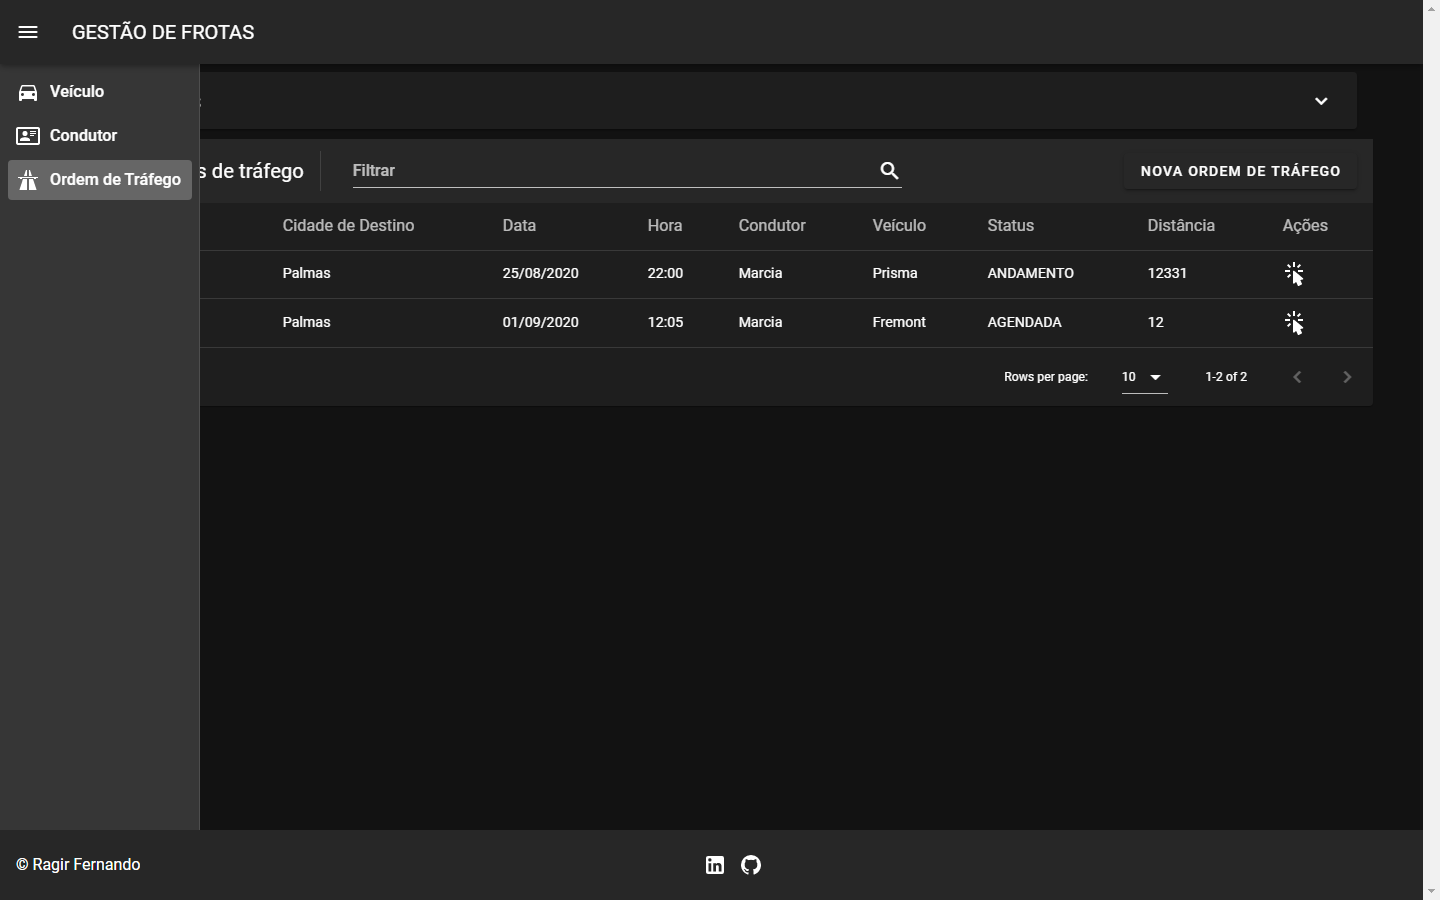 GESTÃO DE FROTAS
Veículo
Condutor
Ordem de Tráfego
s de tráfego
Filtrar
NOVA ORDEM DE TRÁFEGO
Cidade de Destino Data Hora Condutor Veículo Status Distância Ações
Palmas 25/08/2020 22:00 Marcia Prisma ANDAMENTO 12331
Palmas 01/09/2020 12:05 Marcia Fremont AGENDADA 12
Rows per page: 10 1-2 of 2
© Ragir Fernando